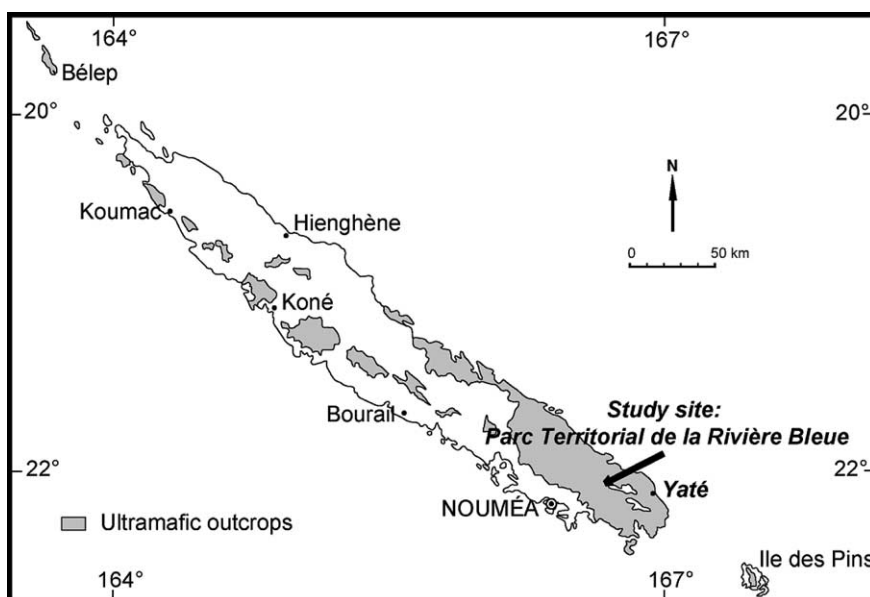 164°
167°
Bélep
20°
20°
N
Koumac
Hienghène
0 50 km
Koné
Study site:
Bourail
Parc Territorial de la Rivière Bleue
22°
22°
Yaté
NOUMÉA
Ultramafic outcrops
Ile des Pins
164°
167°